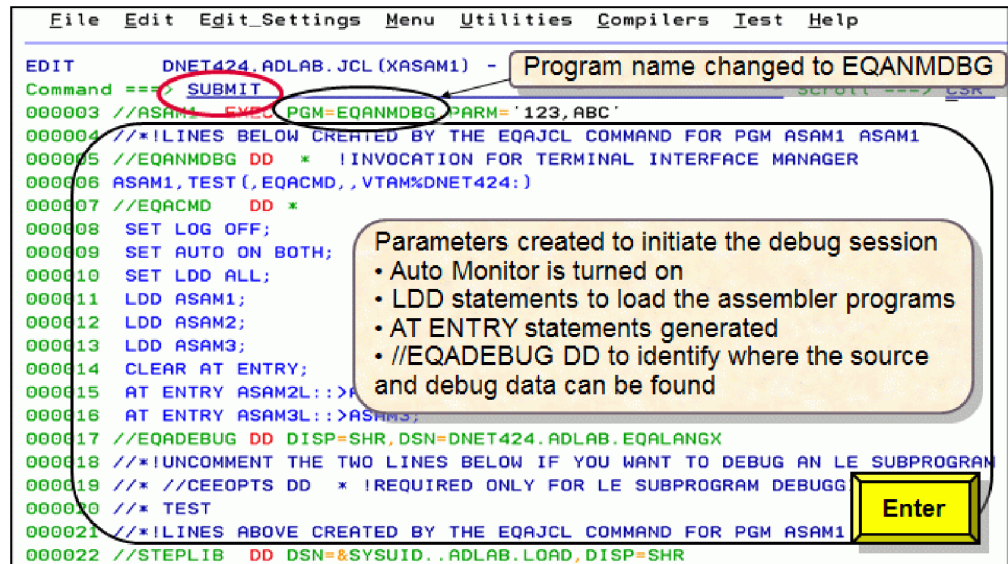 File Edit Edit_Settings Menu Utilities Compilers Test Help
EDIT DNET424.ADLAB.JCL(XASAM1) -
Program name changed to EQANMDBG
Command ===> SUBMIT Scroll ===> CSR
000003 //ASAM1 EXEC PGM=EQANMDBG,PARM='123,ABC'
000004 //*!LINES BELOW CREATED BY THE EQAJCL COMMAND FOR PGM ASAM1 ASAM1
000005 //EQANMDBG DD * !INVOCATION FOR TERMINAL INTERFACE MANAGER
000006 ASAM1,TEST(,EQACMD,,VTAM%DNET424:)
000007 //EQACMD DD *
000008 SET LOG OFF;
000009 SET AUTO ON BOTH;
000010 SET LDD ALL;
000011 LDD ASAM1;
000012 LDD ASAM2;
000013 LDD ASAM3;
000014 CLEAR AT ENTRY;
000015 AT ENTRY ASAM2L::>
000016 AT ENTRY ASAM3L::>ASAM3;
Parameters created to initiate the debug session
• Auto Monitor is turned on
• LDD statements to load the assembler programs
• AT ENTRY statements generated
• //EQADEBUG DD to identify where the source
and debug data can be found
000017 //EQADEBUG DD DISP=SHR,DSN=DNET424.ADLAB.EQALANGX
000018 //*!UNCOMMENT THE TWO LINES BELOW IF YOU WANT TO DEBUG AN LE SUBPROGRAM
000019 //* //CEEOPTS DD * !REQUIRED ONLY FOR LE SUBPROGRAM DEBUGG
000020 //* TEST
000021 //*!LINES ABOVE CREATED BY THE EQAJCL COMMAND FOR PGM ASAM1
000022 //STEPLIB DD DSN=&SYSUID..ADLAB.LOAD,DISP=SHR
Enter